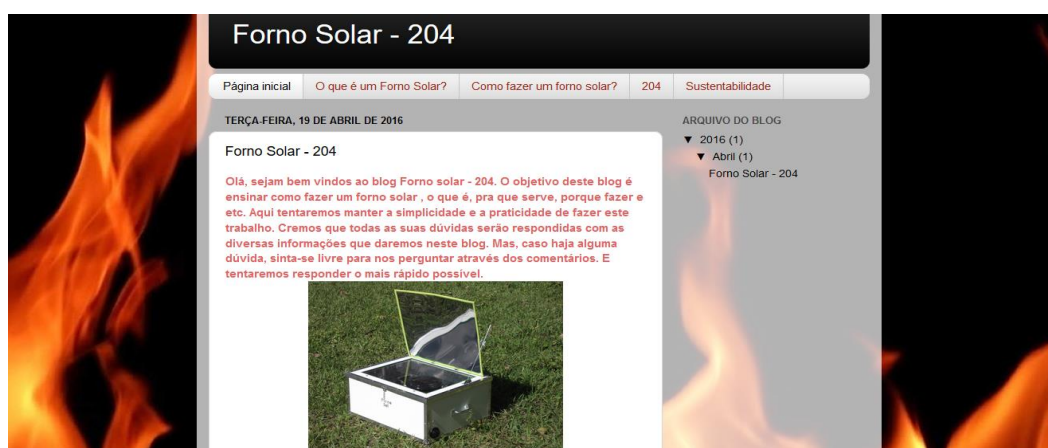 Forno Solar - 204
Página inicial
O que é um Forno Solar?
Como fazer um forno solar?
204
Sustentabilidade
TERÇA-FEIRA, 19 DE ABRIL DE 2016
Forno Solar - 204
Olá, sejam bem vindos ao blog Forno solar - 204. O objetivo deste blog é
ensinar como fazer um forno solar , o que é, pra que serve, porque fazer e
etc. Aqui tentaremos manter a simplicidade e a praticidade de fazer este
trabalho. Cremos que todas as suas dúvidas serão respondidas com as
diversas informações que daremos neste blog. Mas, caso haja alguma
dúvida, sinta-se livre para nos perguntar através dos comentários. E
tentaremos responder o mais rápido possível.
ARQUIVO DO BLOG
▼ 2016 (1)
▼ Abril (1)
Forno Solar - 204